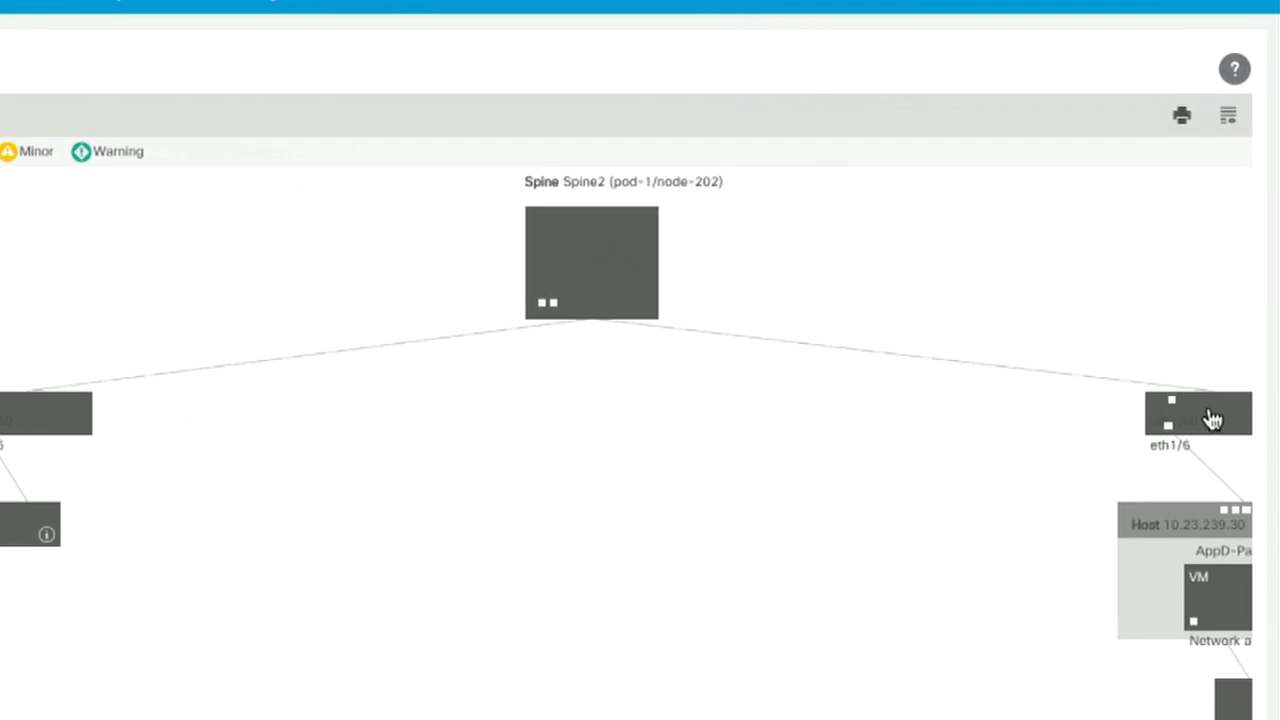 ?
Minor Warning
Spine Spine2 (pod-1/node-202)
eth1/6
Host 10.23.239.30
AppD-Pa
VM
Network a